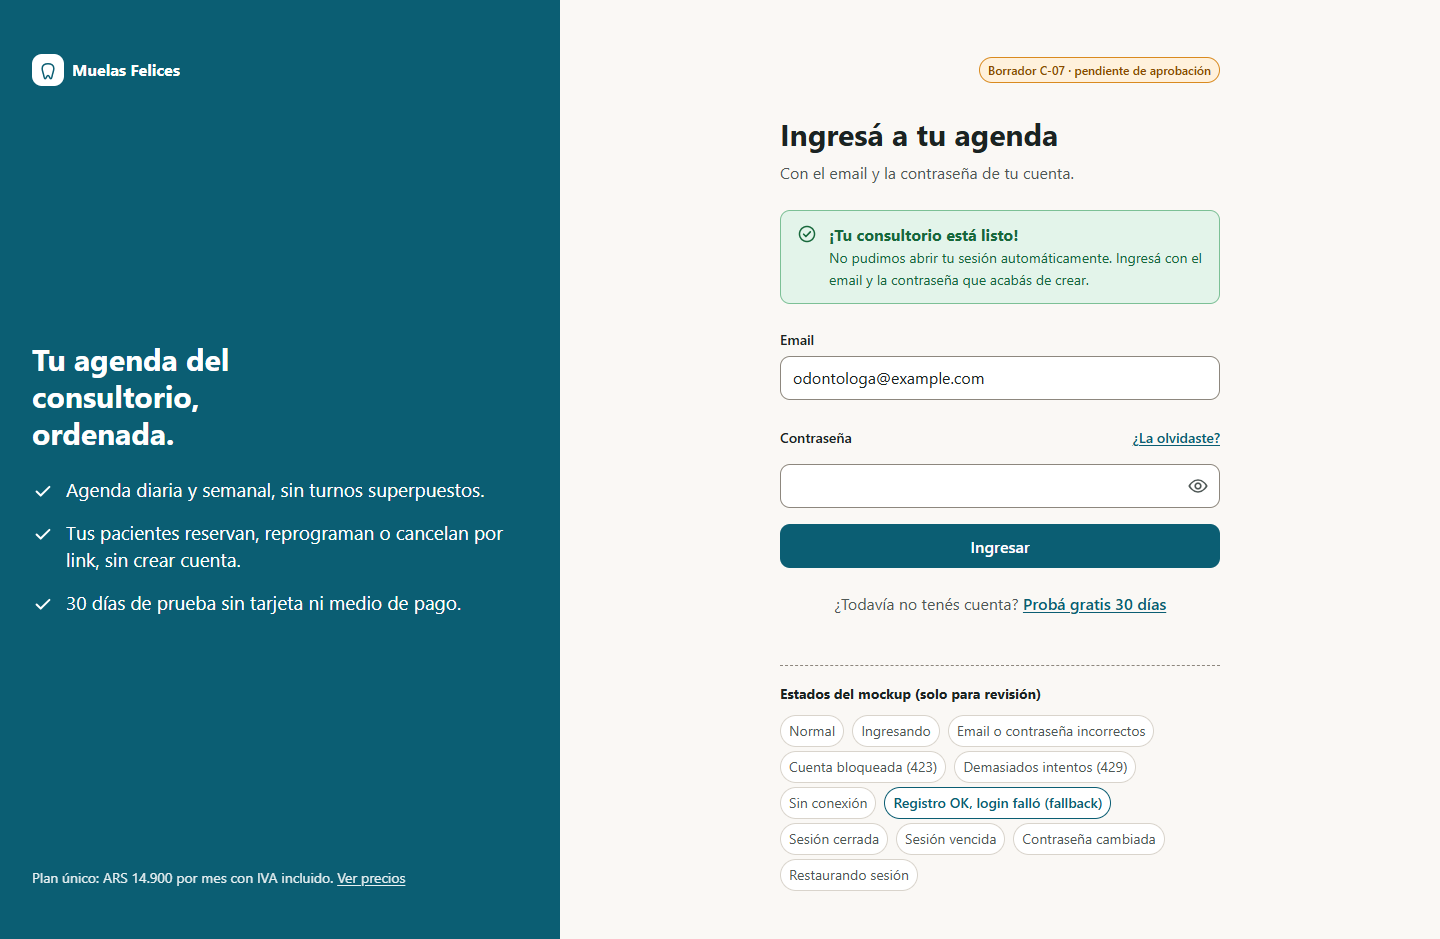 Muelas Felices
Tu agenda del
consultorio,
ordenada.
Agenda diaria y semanal, sin turnos superpuestos.
Tus pacientes reservan, reprograman o cancelan por
link, sin crear cuenta.
30 días de prueba sin tarjeta ni medio de pago.
Plan único: ARS 14.900 por mes con IVA incluido. Ver precios
Borrador C-07 · pendiente de aprobación
Ingresá a tu agenda
Con el email y la contraseña de tu cuenta.
¡Tu consultorio está listo!
No pudimos abrir tu sesión automáticamente. Ingresá con el
email y la contraseña que acabás de crear.
Email
odontologa@example.com
Contraseña ¿La olvidaste?
Ingresar
¿Todavía no tenés cuenta? Probá gratis 30 días
Estados del mockup (solo para revisión)
Normal Ingresando Email o contraseña incorrectos
Cuenta bloqueada (423) Demasiados intentos (429)
Sin conexión Registro OK, login falló (fallback)
Sesión cerrada Sesión vencida Contraseña cambiada
Restaurando sesión